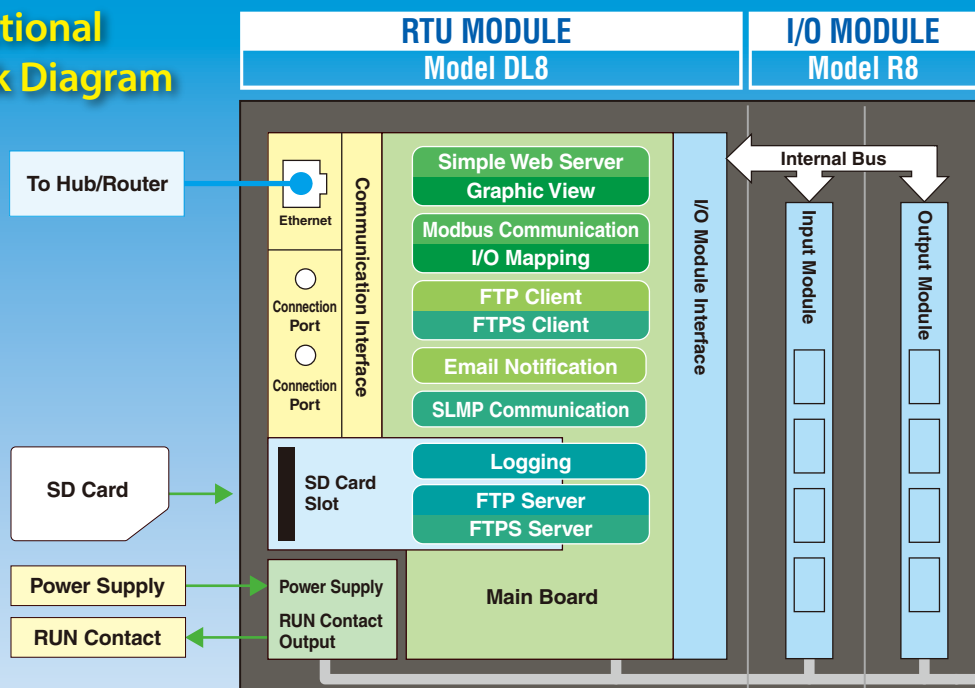 tional
k Diagram
RTU MODULE
Model DL8
I/O MODULE
Model R8
To Hub/Router
Ethernet
Connection
Port
Connection
Port
Communication Interface
Simple Web Server
Graphic View
Modbus Communication
I/O Mapping
FTP Client
FTPS Client
Email Notification
SLMP Communication
Logging
FTP Server
FTPS Server
I/O Module Interface
Internal Bus
Input Module
Output Module
SD Card
SD Card
Slot
Power Supply
RUN Contact
Power Supply
RUN Contact
Output
Main Board